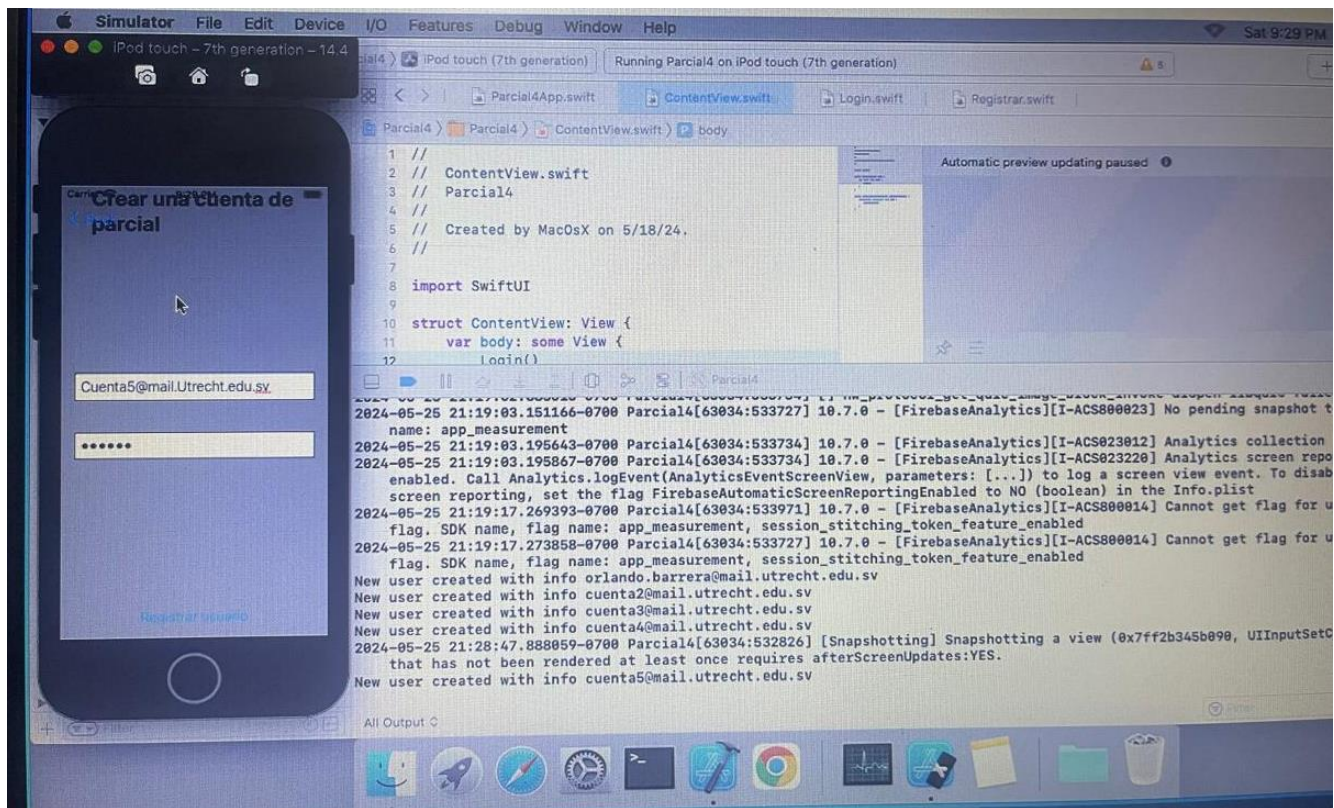 Simulator File Edit Device I/O Features Debug Window Help Sat 9:29 PM
iPod touch – 7th generation – 14.4
iPod touch (7th generation) Running Parcial4 on iPod touch (7th generation) 5
Parcial4App.swift ContentView.swift Login.swift Registrar.swift
Parcial4 Parcial4 ContentView.swift body
1 //
2 // ContentView.swift
3 // Parcial4
4 //
5 // Created by MacOsX on 5/18/24.
6 //
7
8 import SwiftUI
9
10 struct ContentView: View {
11 var body: some View {
12 Login()
Automatic preview updating paused
Crear una cuenta de
parcial
Cuenta5@mail.Utrecht.edu.sv
••••••
Registrar usuario
Parcial4
2024-05-25 21:19:03.151166-0700 Parcial4[63034:533727] 10.7.0 - [FirebaseAnalytics][I-ACS800023] No pending snapshot
name: app_measurement
2024-05-25 21:19:03.195643-0700 Parcial4[63034:533734] 10.7.0 - [FirebaseAnalytics][I-ACS023012] Analytics collection
2024-05-25 21:19:03.195867-0700 Parcial4[63034:533734] 10.7.0 - [FirebaseAnalytics][I-ACS023220] Analytics screen repo
enabled. Call Analytics.logEvent(AnalyticsEventScreenView, parameters: [...]) to log a screen view event. To disab
screen reporting, set the flag FirebaseAutomaticScreenReportingEnabled to NO (boolean) in the Info.plist
2024-05-25 21:19:17.269393-0700 Parcial4[63034:533971] 10.7.0 - [FirebaseAnalytics][I-ACS800014] Cannot get flag for u
flag. SDK name, flag name: app_measurement, session_stitching_token_feature_enabled
2024-05-25 21:19:17.273858-0700 Parcial4[63034:533727] 10.7.0 - [FirebaseAnalytics][I-ACS800014] Cannot get flag for u
flag. SDK name, flag name: app_measurement, session_stitching_token_feature_enabled
New user created with info orlando.barrera@mail.utrecht.edu.sv
New user created with info cuenta2@mail.utrecht.edu.sv
New user created with info cuenta3@mail.utrecht.edu.sv
New user created with info cuenta4@mail.utrecht.edu.sv
2024-05-25 21:28:47.888059-0700 Parcial4[63034:532826] [Snapshotting] Snapshotting a view (0x7ff2b345b090, UIInputSetC
that has not been rendered at least once requires afterScreenUpdates:YES.
New user created with info cuenta5@mail.utrecht.edu.sv
Filter Filter
All Output